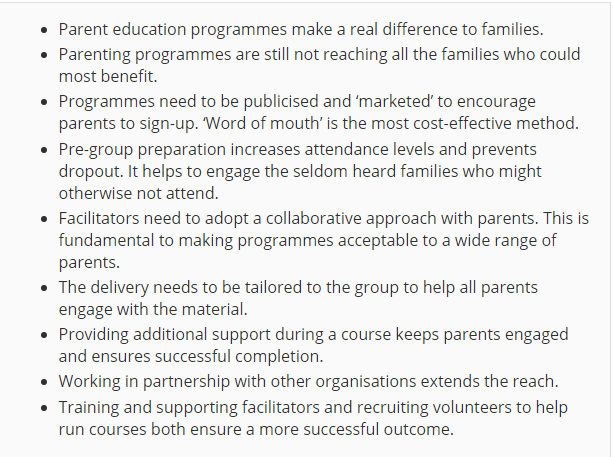 • Parent education programmes make a real difference to families.
• Parenting programmes are still not reaching all the families who could
most benefit.
• Programmes need to be publicised and ‘marketed’ to encourage
parents to sign-up. ‘Word of mouth’ is the most cost-effective method.
• Pre-group preparation increases attendance levels and prevents
dropout. It helps to engage the seldom heard families who might
otherwise not attend.
• Facilitators need to adopt a collaborative approach with parents. This is
fundamental to making programmes acceptable to a wide range of
parents.
• The delivery needs to be tailored to the group to help all parents
engage with the material.
• Providing additional support during a course keeps parents engaged
and ensures successful completion.
• Working in partnership with other organisations extends the reach.
• Training and supporting facilitators and recruiting volunteers to help
run courses both ensure a more successful outcome.